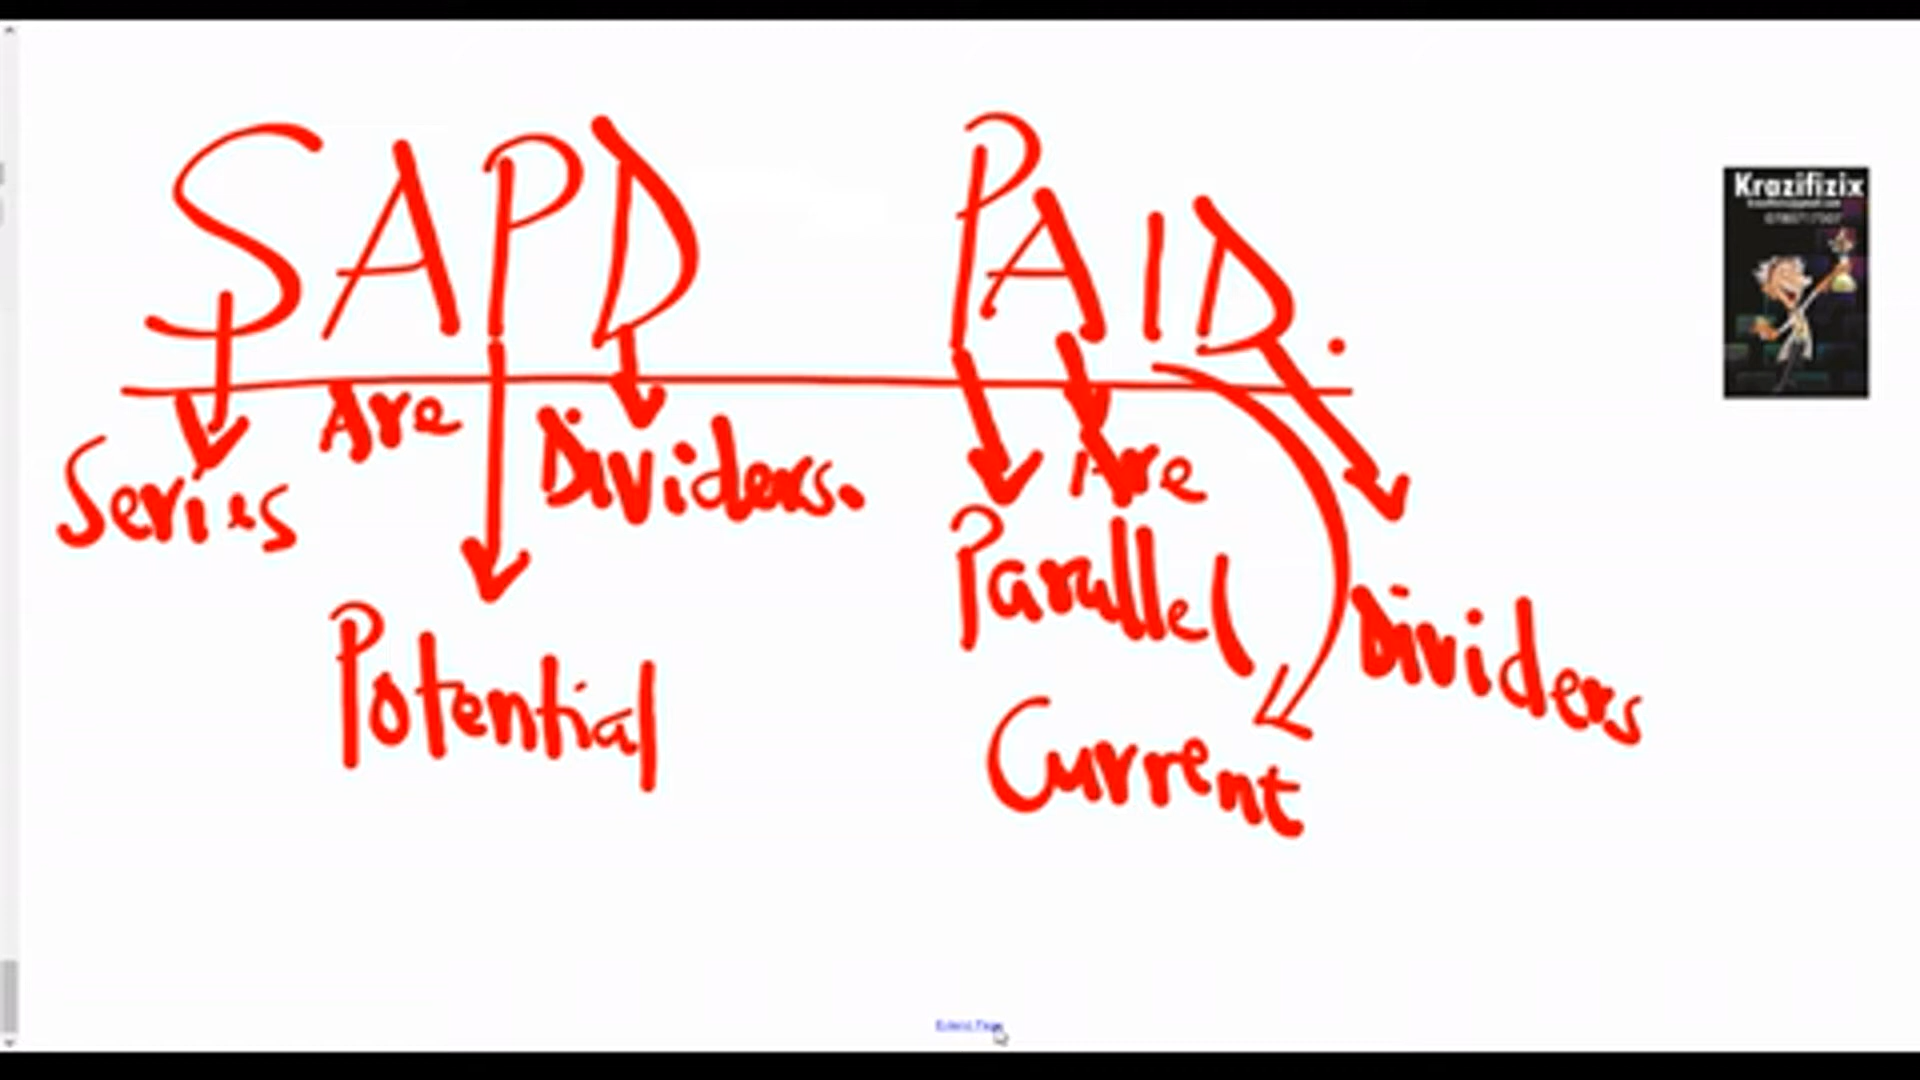 SAPD PAID.
Series Are Dividers. Are
Potential Parallel Dividers
Current
Krazifizix